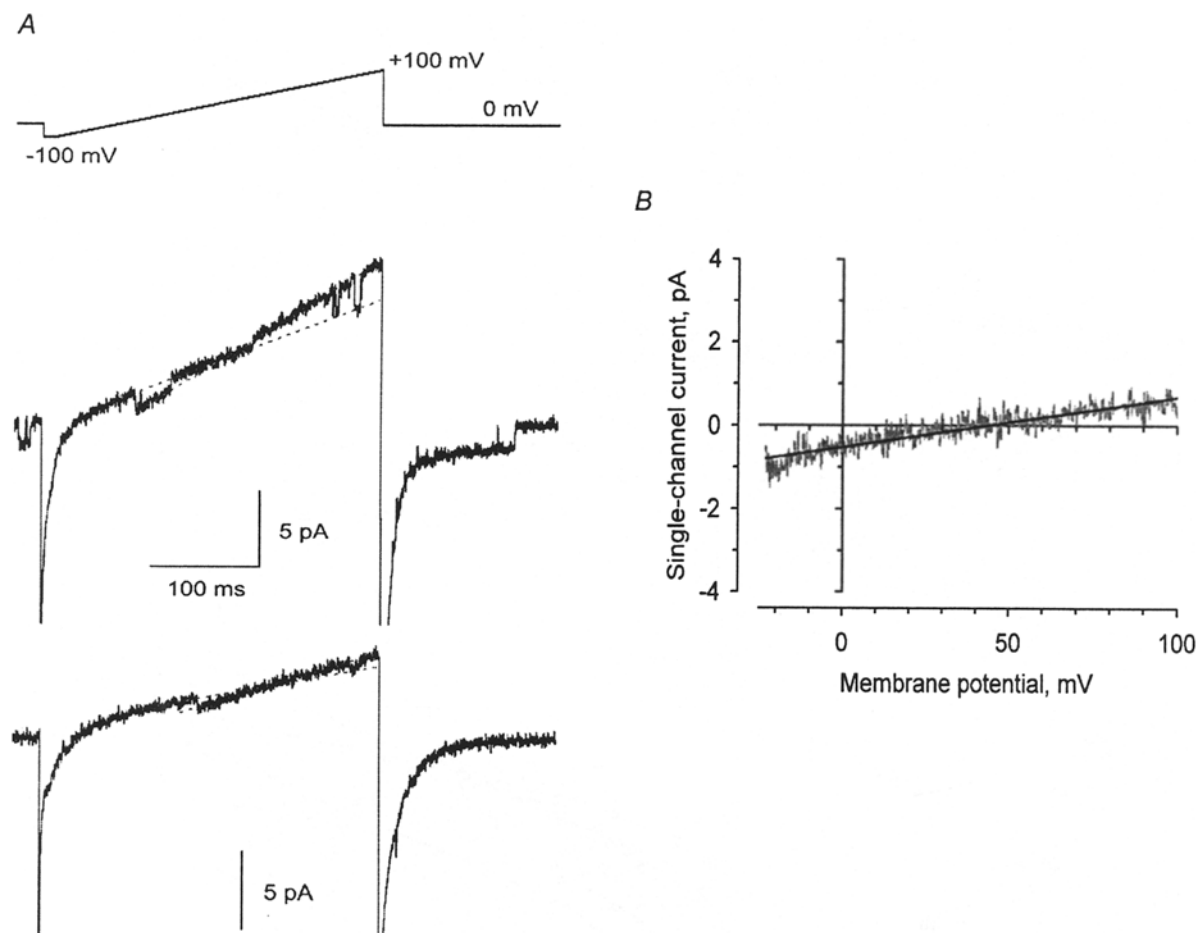 A
+100 mV
0 mV
-100 mV
5 pA
100 ms
5 pA
B
Single-channel current, pA
4
2
0
-2
-4
0 50 100
Membrane potential, mV